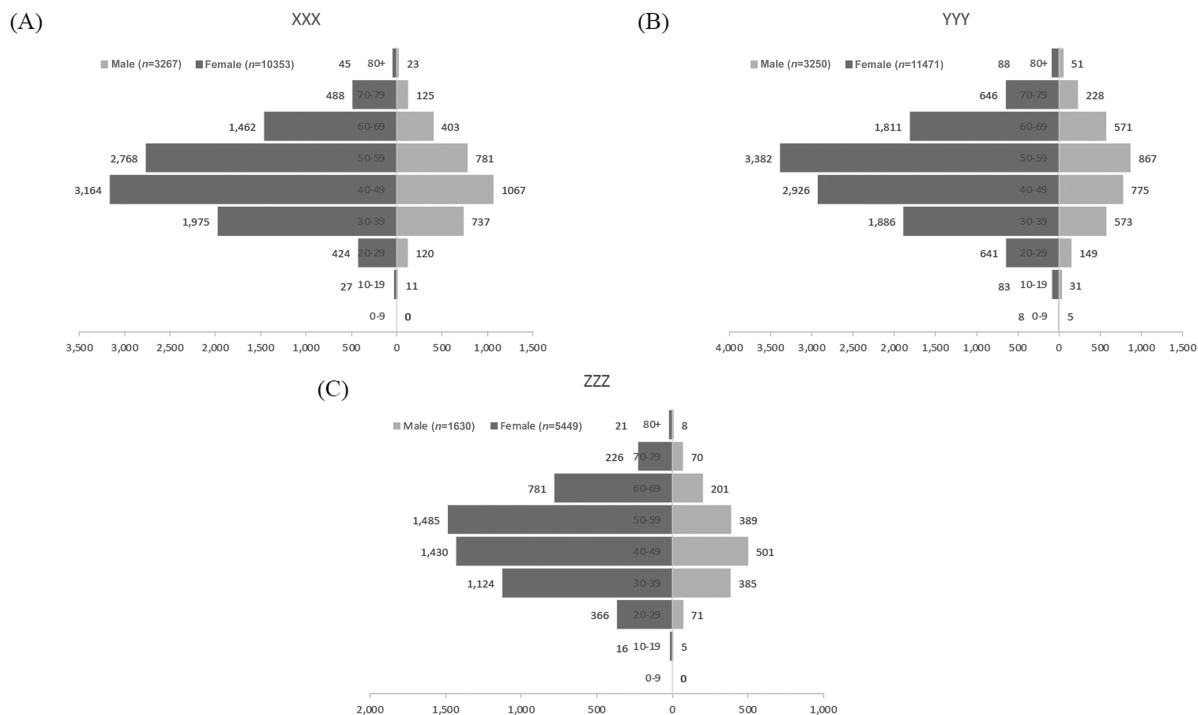 (A)
XXX
Male (n=3267) Female (n=10353)
45 80+ 23
488 70-79 125
1,462 60-69 403
2,768 50-59 781
3,164 40-49 1067
1,975 30-39 737
424 20-29 120
27 10-19 11
0-9 0
3,500 3,000 2,500 2,000 1,500 1,000 500 0 500 1,000 1,500
(B)
YYY
Male (n=3250) Female (n=11471)
88 80+ 51
646 70-79 228
1,811 60-69 571
3,382 50-59 867
2,926 40-49 775
1,886 30-39 573
641 20-29 149
83 10-19 31
8 0-9 5
4,000 3,500 3,000 2,500 2,000 1,500 1,000 500 0 500 1,000 1,500
(C)
ZZZ
Male (n=1630) Female (n=5449)
21 80+ 8
226 70-79 70
781 60-69 201
1,485 50-59 389
1,430 40-49 501
1,124 30-39 385
366 20-29 71
16 10-19 5
0-9 0
2,000 1,500 1,000 500 0 500 1,000